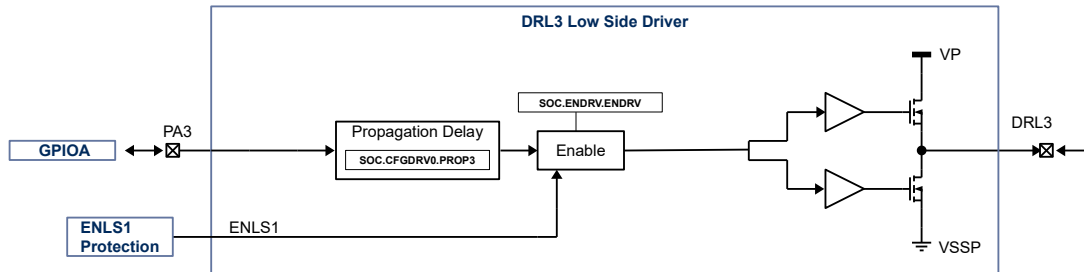 DRL3 Low Side Driver
VP
SOC.ENDRV.ENDRV
PA3
Propagation Delay
DRL3
GPIOA
SOC.CFGDRV0.PROP3
Enable
ENLS1
Protection
ENLS1
VSSP